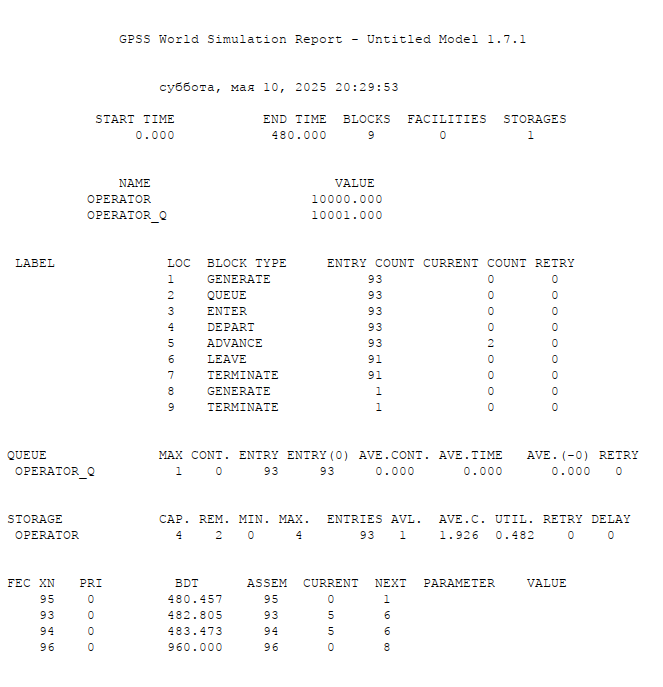 GPSS World Simulation Report - Untitled Model 1.7.1
суббота, мая 10, 2025 20:29:53
START TIME END TIME BLOCKS FACILITIES STORAGES
0.000 480.000 9 0 1
NAME VALUE
OPERATOR 10000.000
OPERATOR_Q 10001.000
LABEL LOC BLOCK TYPE ENTRY COUNT CURRENT COUNT RETRY
1 GENERATE 93 0 0
2 QUEUE 93 0 0
3 ENTER 93 0 0
4 DEPART 93 0 0
5 ADVANCE 93 2 0
6 LEAVE 91 0 0
7 TERMINATE 91 0 0
8 GENERATE 1 0 0
9 TERMINATE 1 0 0
QUEUE MAX CONT. ENTRY ENTRY(0) AVE.CONT. AVE.TIME AVE.(-0) RETRY
OPERATOR_Q 1 0 93 93 0.000 0.000 0.000 0
STORAGE CAP. REM. MIN. MAX. ENTRIES AVL. AVE.C. UTIL. RETRY DELAY
OPERATOR 4 2 0 4 93 1 1.926 0.482 0 0
FEC XN PRI BDT ASSEM CURRENT NEXT PARAMETER VALUE
95 0 480.457 95 0 1
93 0 482.805 93 5 6
94 0 483.473 94 5 6
96 0 960.000 96 0 8